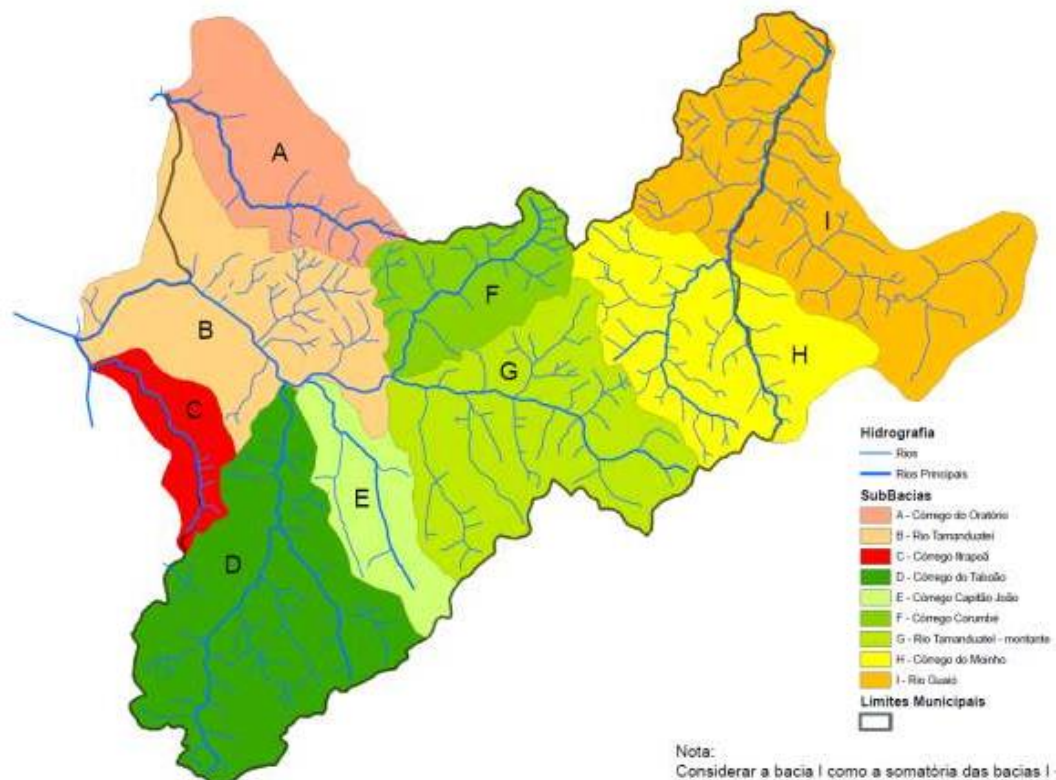 A
I
F
B
H
G
C
E
D
Hidrografia
Rios
Rios Principais
SubBacias
A - Córrego do Oratório
B - Rio Tamanduateí
C - Córrego Itrapoã
D - Córrego do Taboão
E - Córrego Capitão João
F - Córrego Corumbé
G - Rio Tamanduateí - montante
H - Córrego do Moinho
I - Rio Guaió
Limites Municipais
Nota:
Considerar a bacia I como a somatória das bacias I